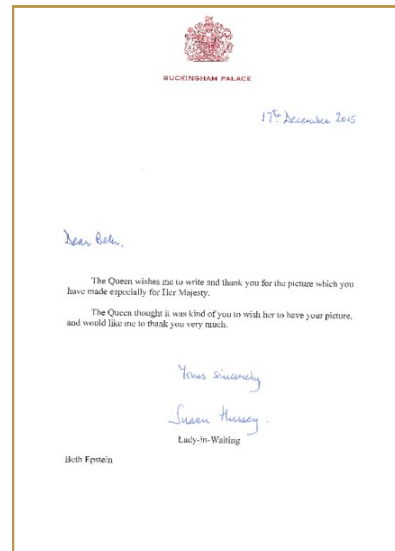 BUCKINGHAM PALACE
17th December 2015
Dear Beth,
The Queen wishes me to write and thank you for the picture which you
have made especially for Her Majesty.
The Queen thought it was kind of you to wish her to have your picture,
and would like me to thank you very much.
Yours sincerely
Susan Hussey.
Lady-in-Waiting
Beth Epstein